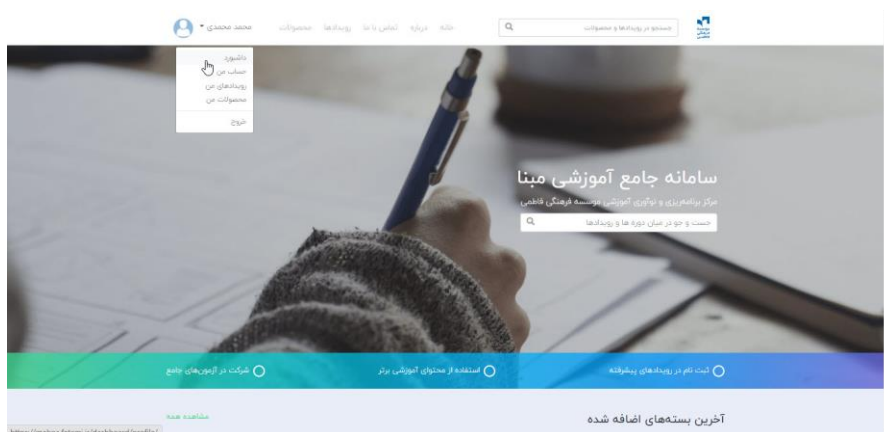 جستجو در رویدادها و محصولات
خانه درباره تماس با ما رویدادها محصولات
محمد محمدی
داشبورد
حساب من
رویدادهای من
محصولات من
خروج
سامانه جامع آموزشی مبنا
مرکز برنامه‌ریزی و نوآوری آموزشی موسسه فرهنگی فاطمی
جست و جو در میان دوره ها و رویدادها
ثبت نام در رویدادهای پیشرفته
استفاده از محتوای آموزشی برتر
شرکت در آزمون‌های جامع
آخرین بسته‌های اضافه شده
مشاهده همه